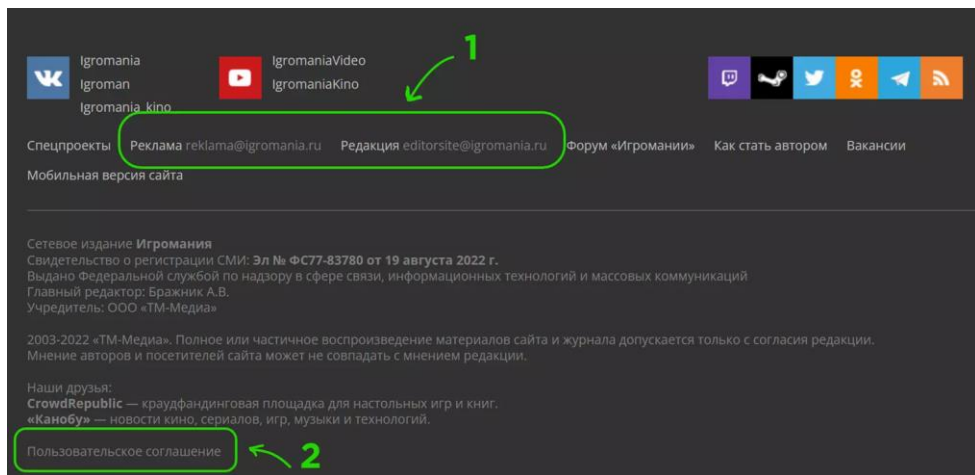 1
Igromania
Igroman
Igromania_kino
IgromaniaVideo
IgromaniaKino
Спецпроекты Реклама reklama@igromania.ru Редакция editorsite@igromania.ru Форум «Игромании» Как стать автором Вакансии
Мобильная версия сайта
Сетевое издание Игромания
Свидетельство о регистрации СМИ: Эл № ФС77-83780 от 19 августа 2022 г.
Выдано Федеральной службой по надзору в сфере связи, информационных технологий и массовых коммуникаций
Главный редактор: Бражник А.В.
Учредитель: ООО «ТМ-Медиа»
2003-2022 «ТМ-Медиа». Полное или частичное воспроизведение материалов сайта и журнала допускается только с согласия редакции.
Мнение авторов и посетителей сайта может не совпадать с мнением редакции.
Наши друзья:
CrowdRepublic — краудфандинговая площадка для настольных игр и книг.
«Канобу» — новости кино, сериалов, игр, музыки и технологий.
Пользовательское соглашение
2